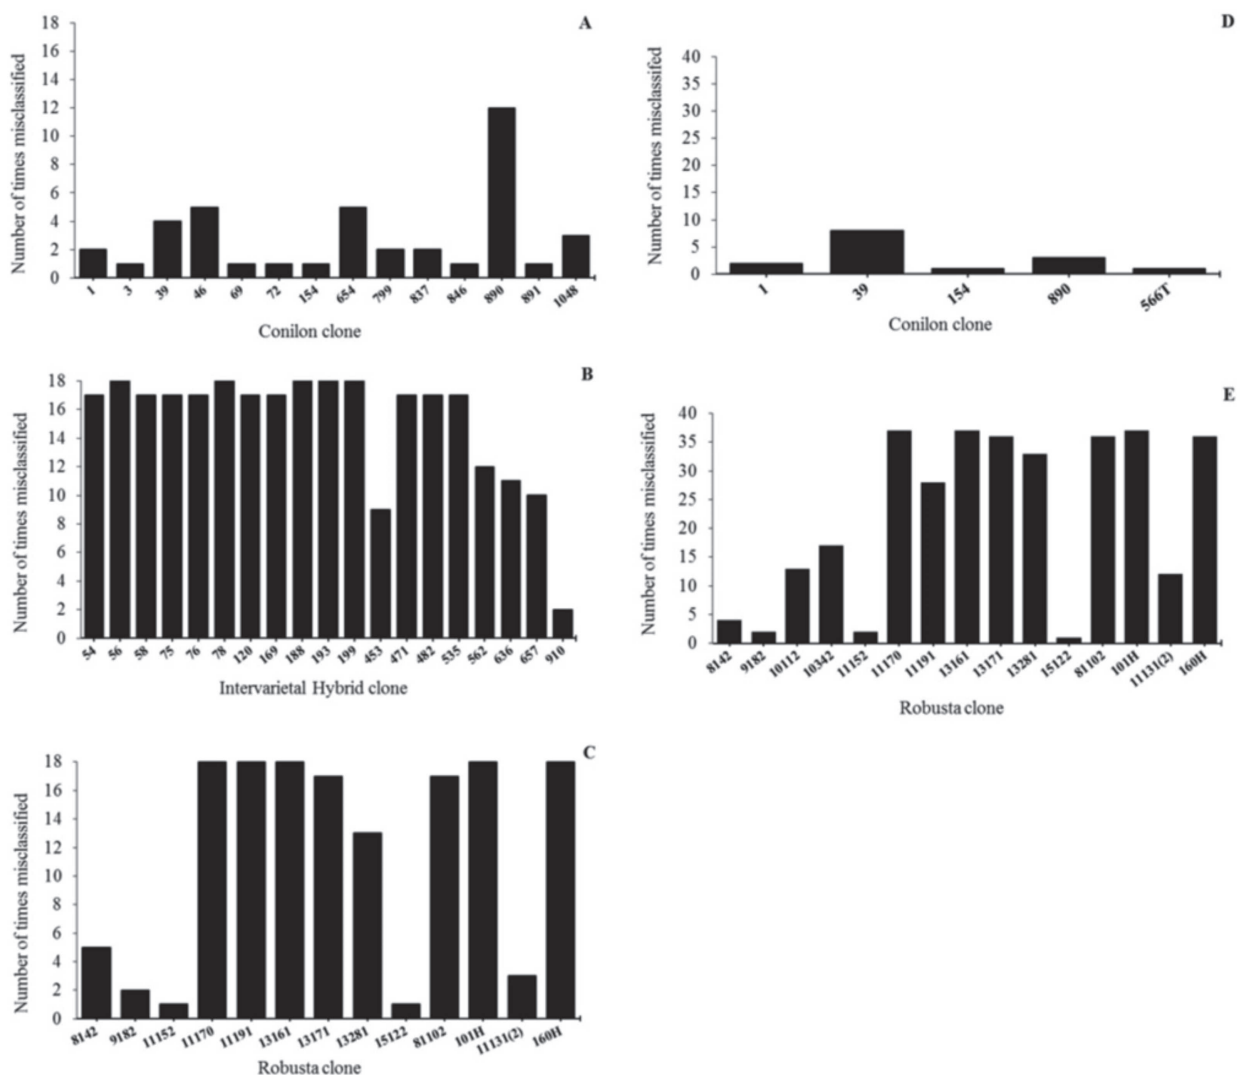 A
Number of times misclassified
18
16
14
12
10
8
6
4
2
0
1 3 39 46 69 72 154 654 799 837 846 890 891 1048
Conilon clone
D
Number of times misclassifed
40
35
30
25
20
15
10
5
0
1 39 154 890 566T
Conilon clone
B
Number of times misclassified
18
16
14
12
10
8
6
4
2
0
54 56 58 75 76 78 120 169 188 193 199 453 471 482 535 562 636 657 910
Intervarietal Hybrid clone
E
Number of times misclassified
40
35
30
25
20
15
10
5
0
8142 9182 10112 10342 11152 11170 11191 13161 13171 13281 15122 81102 101H 11131(2) 160H
Robusta clone
C
Number of times misclassified
18
16
14
12
10
8
6
4
2
0
8142 9182 11152 11170 11191 13161 13171 13281 15122 81102 101H 11131(2) 160H
Robusta clone